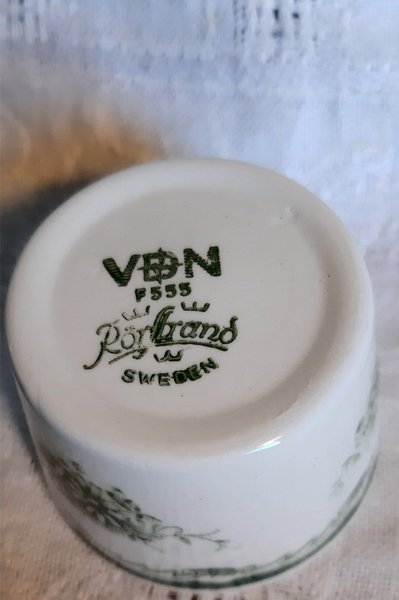 VDN
F555
Rörstrand
SWEDEN